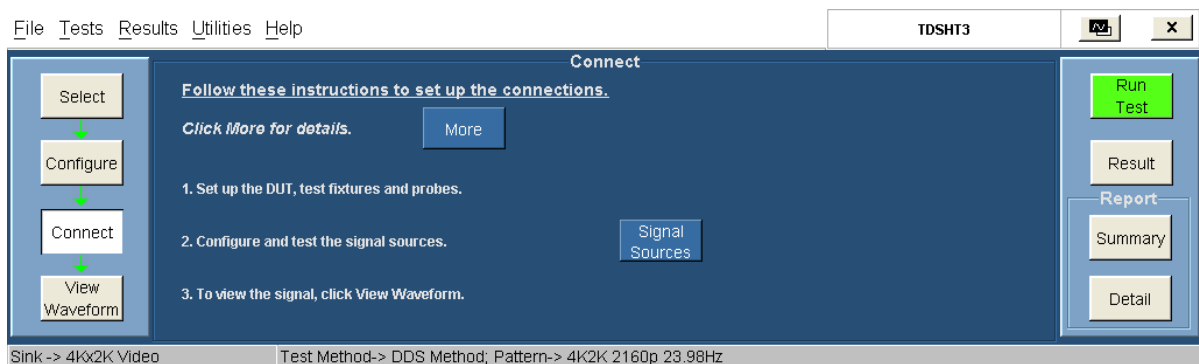 File Tests Results Utilities Help
TDSHT3
x
Connect
Select
Configure
Connect
View
Waveform
Follow these instructions to set up the connections.
Click More for details.
More
1. Set up the DUT, test fixtures and probes.
2. Configure and test the signal sources.
Signal
Sources
3. To view the signal, click View Waveform.
Run
Test
Result
Report
Summary
Detail
Sink -> 4Kx2K Video
Test Method-> DDS Method; Pattern-> 4K2K 2160p 23.98Hz